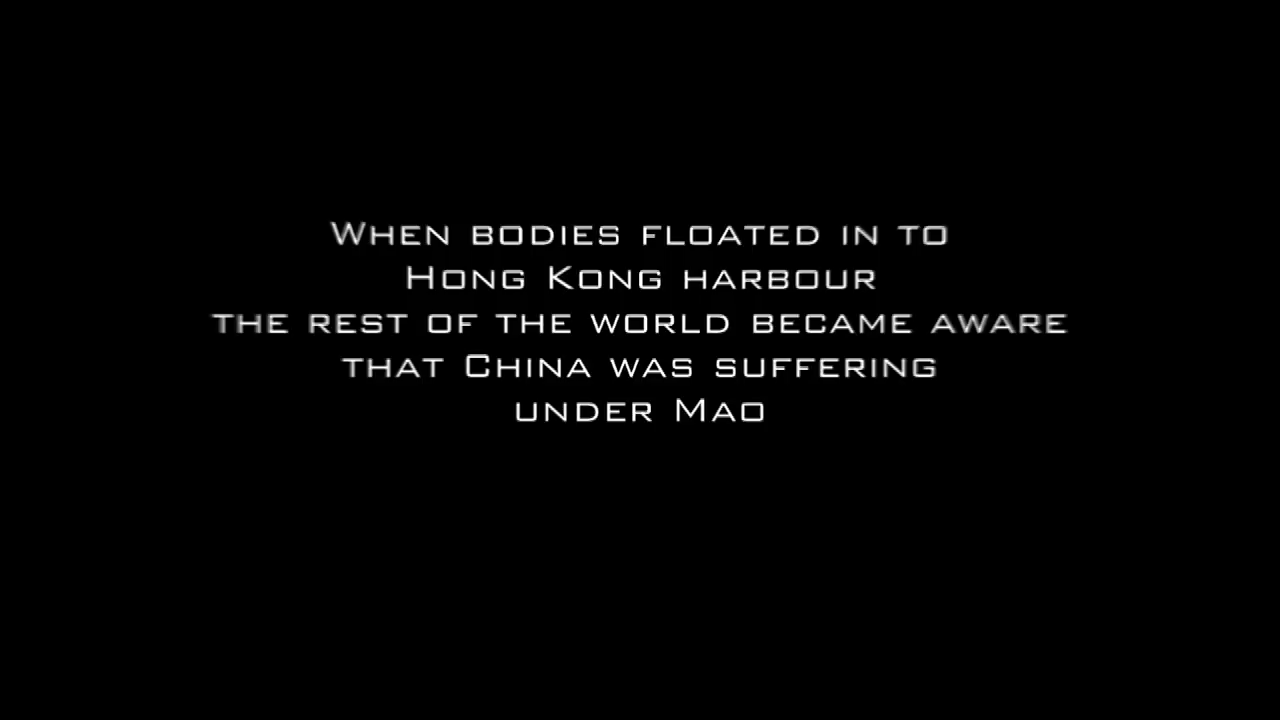 When bodies floated in to
Hong Kong harbour
the rest of the world became aware
that China was suffering
under Mao